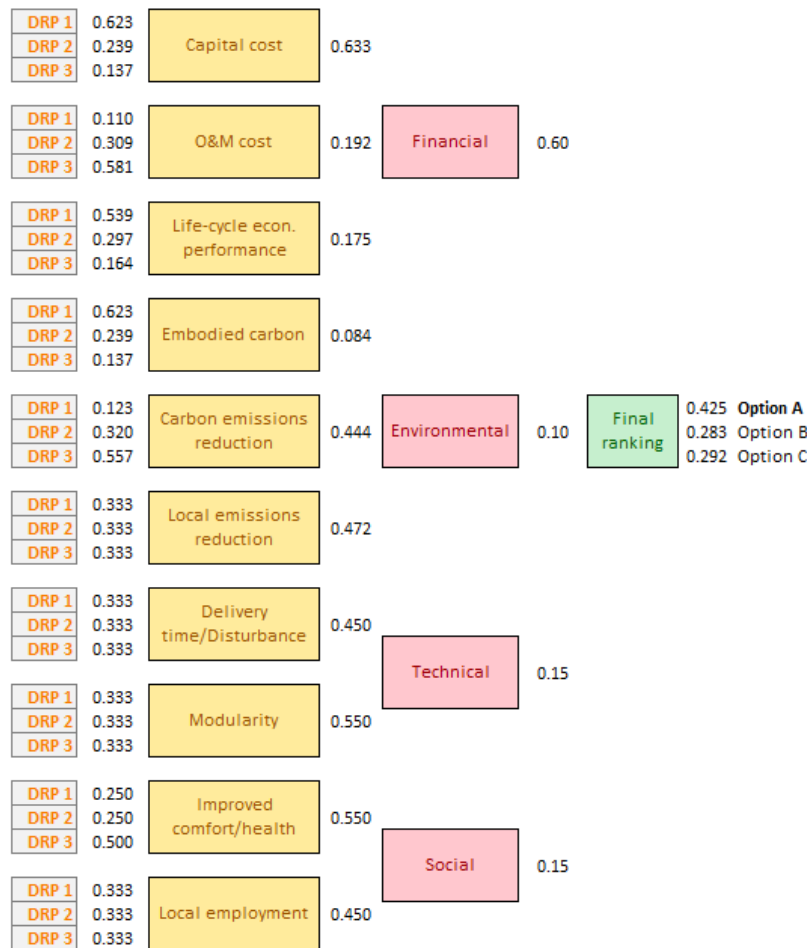 DRP 1 0.623
DRP 2 0.239 Capital cost 0.633
DRP 3 0.137
DRP 1 0.110
DRP 2 0.309 O&M cost 0.192 Financial 0.60
DRP 3 0.581
DRP 1 0.539
DRP 2 0.297 Life-cycle econ. 0.175
performance
DRP 3 0.164
DRP 1 0.623
DRP 2 0.239 Embodied carbon 0.084
DRP 3 0.137
DRP 1 0.123 0.425 Option A
DRP 2 0.320 Carbon emissions 0.444 Environmental 0.10 Final 0.283 Option B
reduction ranking
DRP 3 0.557 0.292 Option C
DRP 1 0.333
DRP 2 0.333 Local emissions 0.472
reduction
DRP 3 0.333
DRP 1 0.333
DRP 2 0.333 Delivery 0.450
time/Disturbance
DRP 3 0.333
Technical 0.15
DRP 1 0.333
DRP 2 0.333 Modularity 0.550
DRP 3 0.333
DRP 1 0.250
DRP 2 0.250 Improved 0.550
comfort/health
DRP 3 0.500
Social 0.15
DRP 1 0.333
DRP 2 0.333 Local employment 0.450
DRP 3 0.333